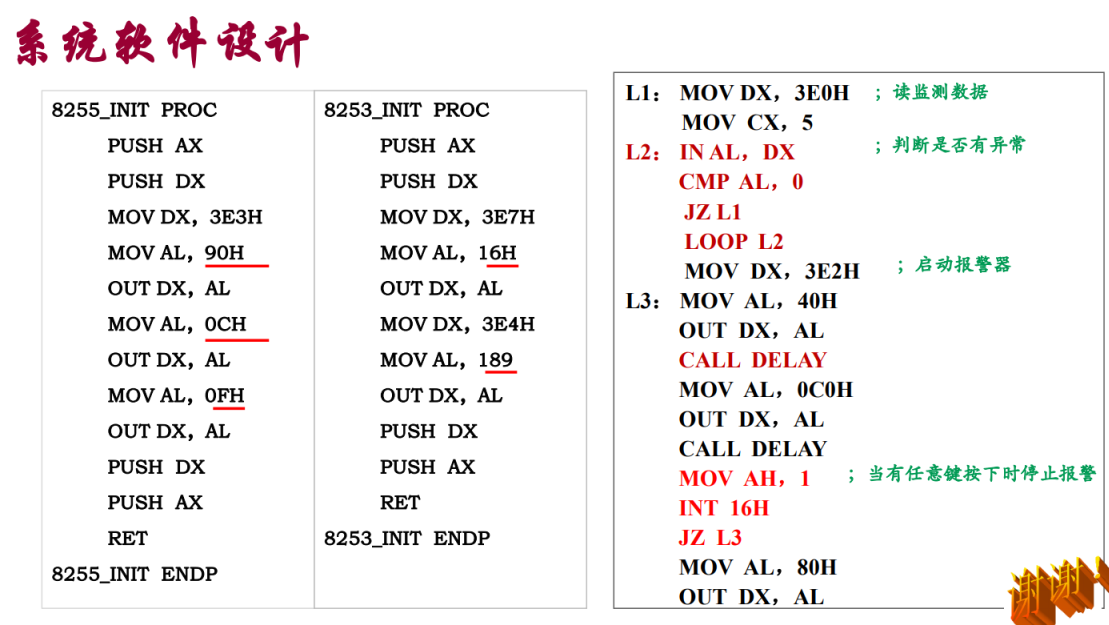 系统软件设计
8255_INIT PROC
PUSH AX
PUSH DX
MOV DX，3E3H
MOV AL，90H
OUT DX，AL
MOV AL，0CH
OUT DX，AL
MOV AL，0FH
OUT DX，AL
PUSH DX
PUSH AX
RET
8255_INIT ENDP
8253_INIT PROC
PUSH AX
PUSH DX
MOV DX，3E7H
MOV AL，16H
OUT DX，AL
MOV DX，3E4H
MOV AL，189
OUT DX，AL
PUSH DX
PUSH AX
RET
8253_INIT ENDP
L1： MOV DX，3E0H ；读监测数据
MOV CX，5
L2： IN AL，DX ；判断是否有异常
CMP AL，0
JZ L1
LOOP L2
MOV DX，3E2H ；启动报警器
L3： MOV AL，40H
OUT DX，AL
CALL DELAY
MOV AL，0C0H
OUT DX，AL
CALL DELAY
MOV AH，1 ；当有任意键按下时停止报警
INT 16H
JZ L3
MOV AL，80H
OUT DX，AL
谢谢！